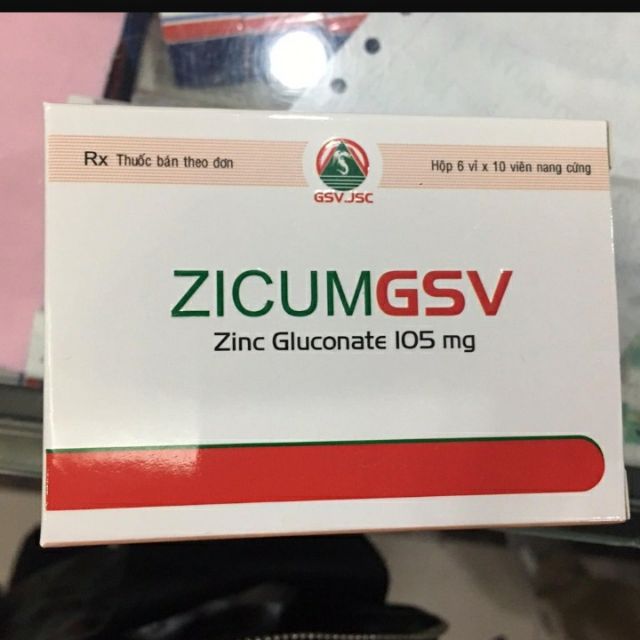 Rx Thuốc bán theo đơn
GSV.JSC
Hộp 6 vỉ x 10 viên nang cứng
ZICUMGSV
Zinc Gluconate 105 mg